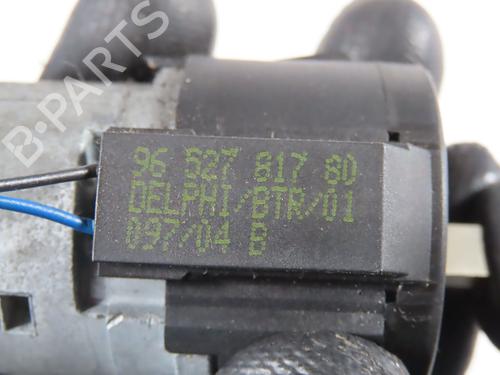 B-PARTS
96 527 817 80
DELPHI/BTR/01
097/04 B